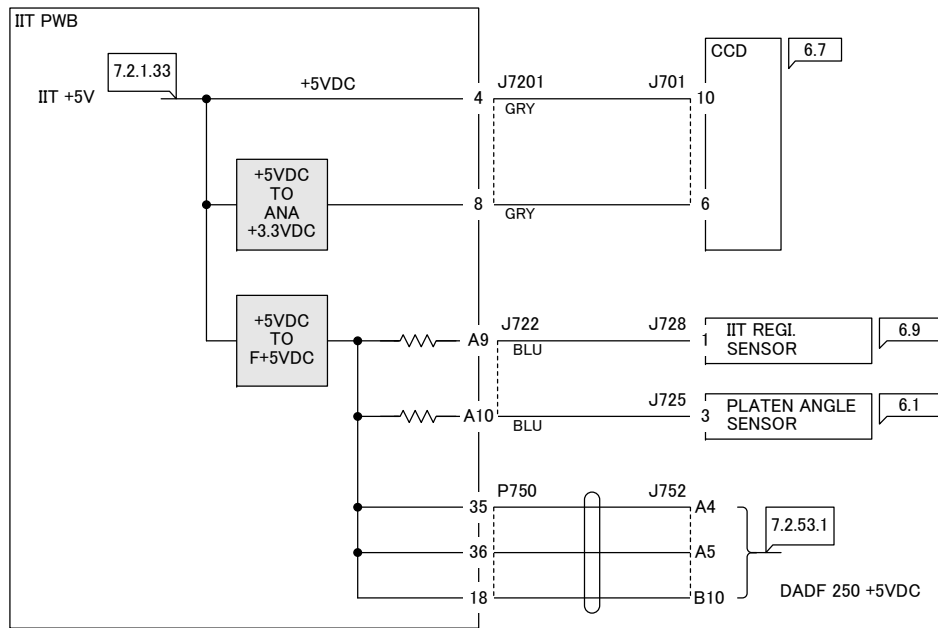 IIT PWB
7.2.1.33
IIT +5V
+5VDC
4
J7201
GRY
J701
10
CCD
6.7
+5VDC
TO
ANA
+3.3VDC
8
GRY
6
+5VDC
TO
F+5VDC
A9
J722
BLU
J728
1
IIT REGI.
SENSOR
6.9
A10
BLU
J725
3
PLATEN ANGLE
SENSOR
6.1
35
P750
J752
A4
36
A5
18
B10
7.2.53.1
DADF 250 +5VDC